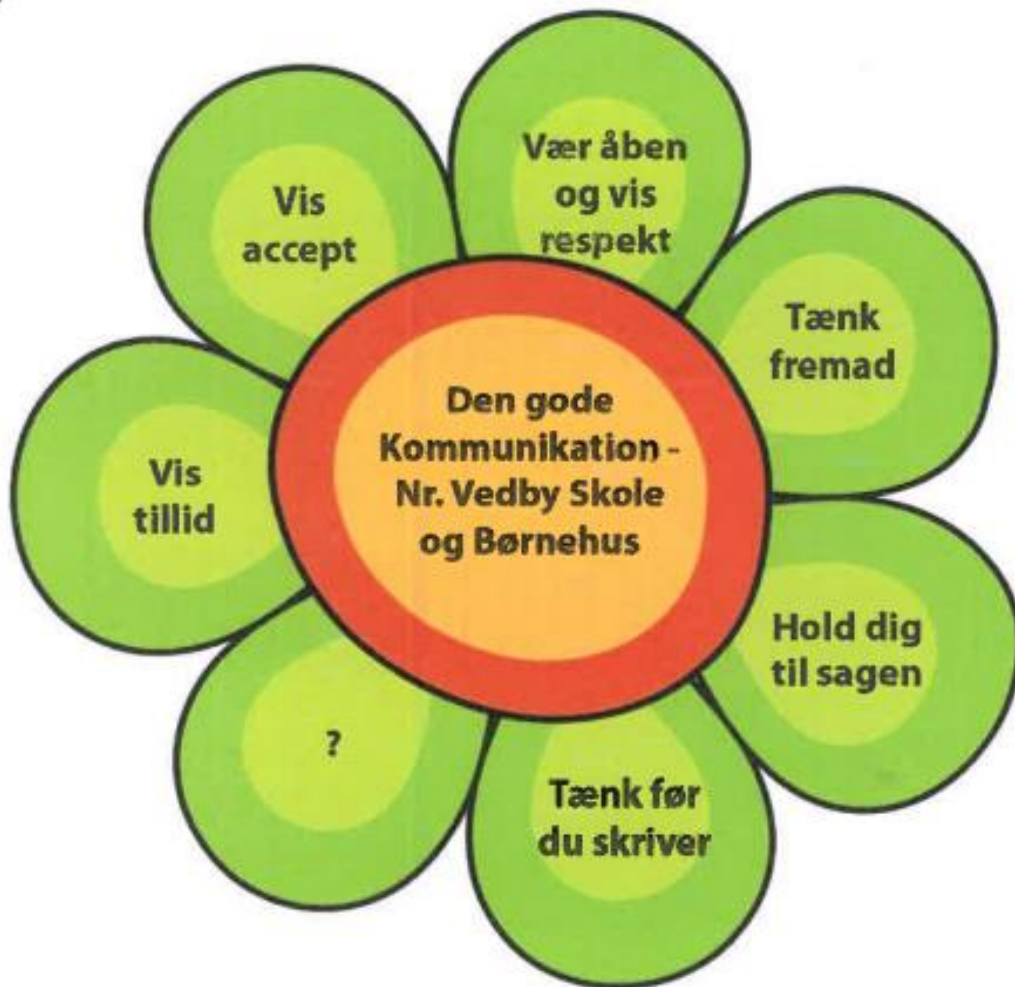 Den gode
Kommunikation -
Nr. Vedby Skole
og Børnehus
Vær åben
og vis
respekt
Tænk
fremad
Hold dig
til sagen
Tænk før
du skriver
?
Vis
tillid
Vis
accept